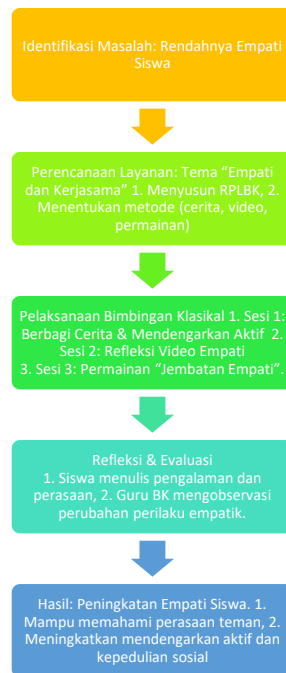 Identifikasi Masalah: Rendahnya Empati
Siswa
Perencanaan Layanan: Tema “Empati
dan Kerjasama” 1. Menyusun RPLBK, 2.
Menentukan metode (cerita, video,
permainan)
Pelaksanaan Bimbingan Klasikal 1. Sesi 1:
Berbagi Cerita & Mendengarkan Aktif 2.
Sesi 2: Refleksi Video Empati
3. Sesi 3: Permainan “Jembatan Empati”.
Refleksi & Evaluasi
1. Siswa menulis pengalaman dan
perasaan, 2. Guru BK mengobservasi
perubahan perilaku empatik.
Hasil: Peningkatan Empati Siswa. 1.
Mampu memahami perasaan teman, 2.
Meningkatkan mendengarkan aktif dan
kepedulian sosial